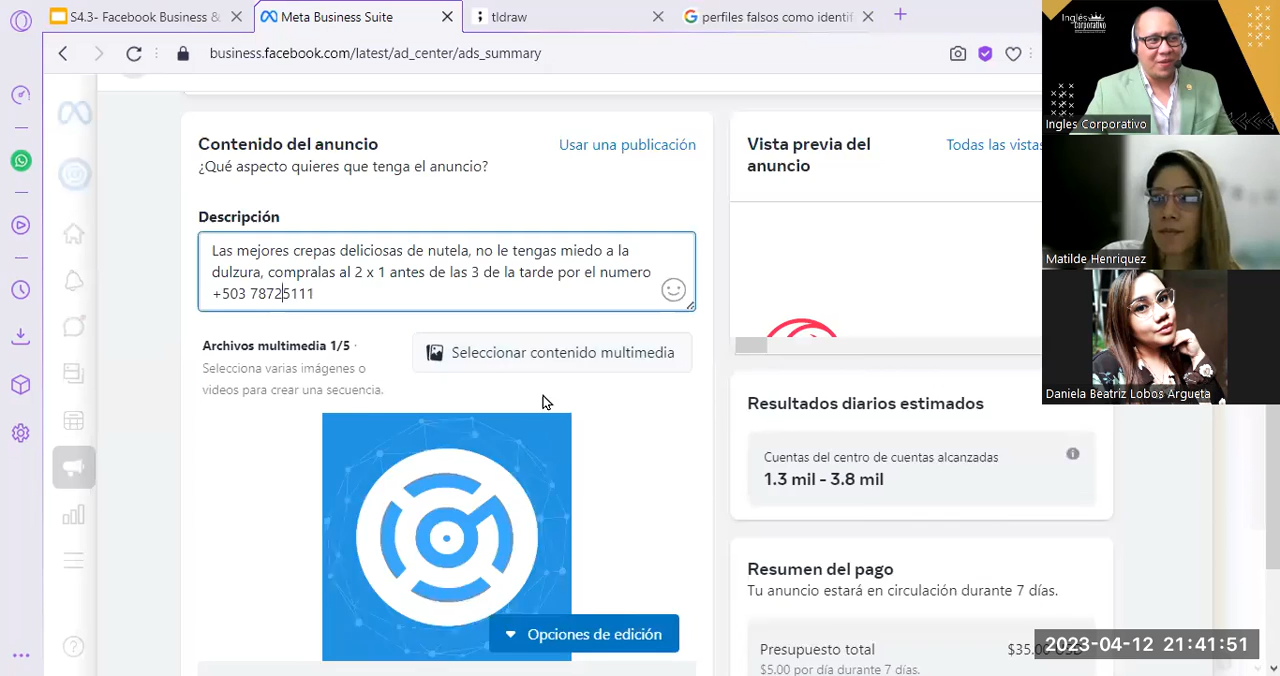 S4.3- Facebook Business &
Meta Business Suite
tldraw
perfiles falsos como identif
business.facebook.com/latest/ad_center/ads_summary
Contenido del anuncio
Usar una publicación
¿Qué aspecto quieres que tenga el anuncio?
Descripción
Las mejores crepas deliciosas de nutela, no le tengas miedo a la
dulzura, compralas al 2 x 1 antes de las 3 de la tarde por el numero
+503 78725111
Archivos multimedia 1/5 ·
Selecciona varias imágenes o
videos para crear una secuencia.
Seleccionar contenido multimedia
Opciones de edición
Vista previa del
anuncio
Todas las vistas
Resultados diarios estimados
Cuentas del centro de cuentas alcanzadas
1.3 mil - 3.8 mil
Resumen del pago
Tu anuncio estará en circulación durante 7 días.
Presupuesto total
$35.00 USD
$5.00 por día durante 7 días.
Inglés
Corporativo
Ingles Corporativo
Matilde Henriquez
Daniela Beatriz Lobos Argueta
2023-04-12 21:41:51